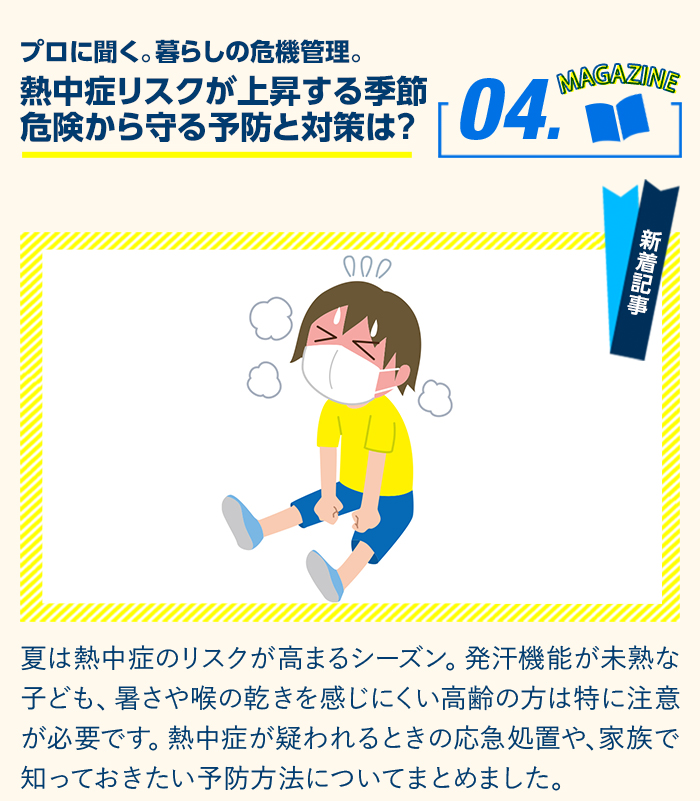 プロに聞く。暮らしの危機管理。
熱中症リスクが上昇する季節
危険から守る予防と対策は?
04.
MAGAZINE
新着記事
夏は熱中症のリスクが高まるシーズン。発汗機能が未熟な
子ども、暑さや喉の乾きを感じにくい高齢の方は特に注意
が必要です。熱中症が疑われるときの応急処置や、家族で
知っておきたい予防方法についてまとめました。